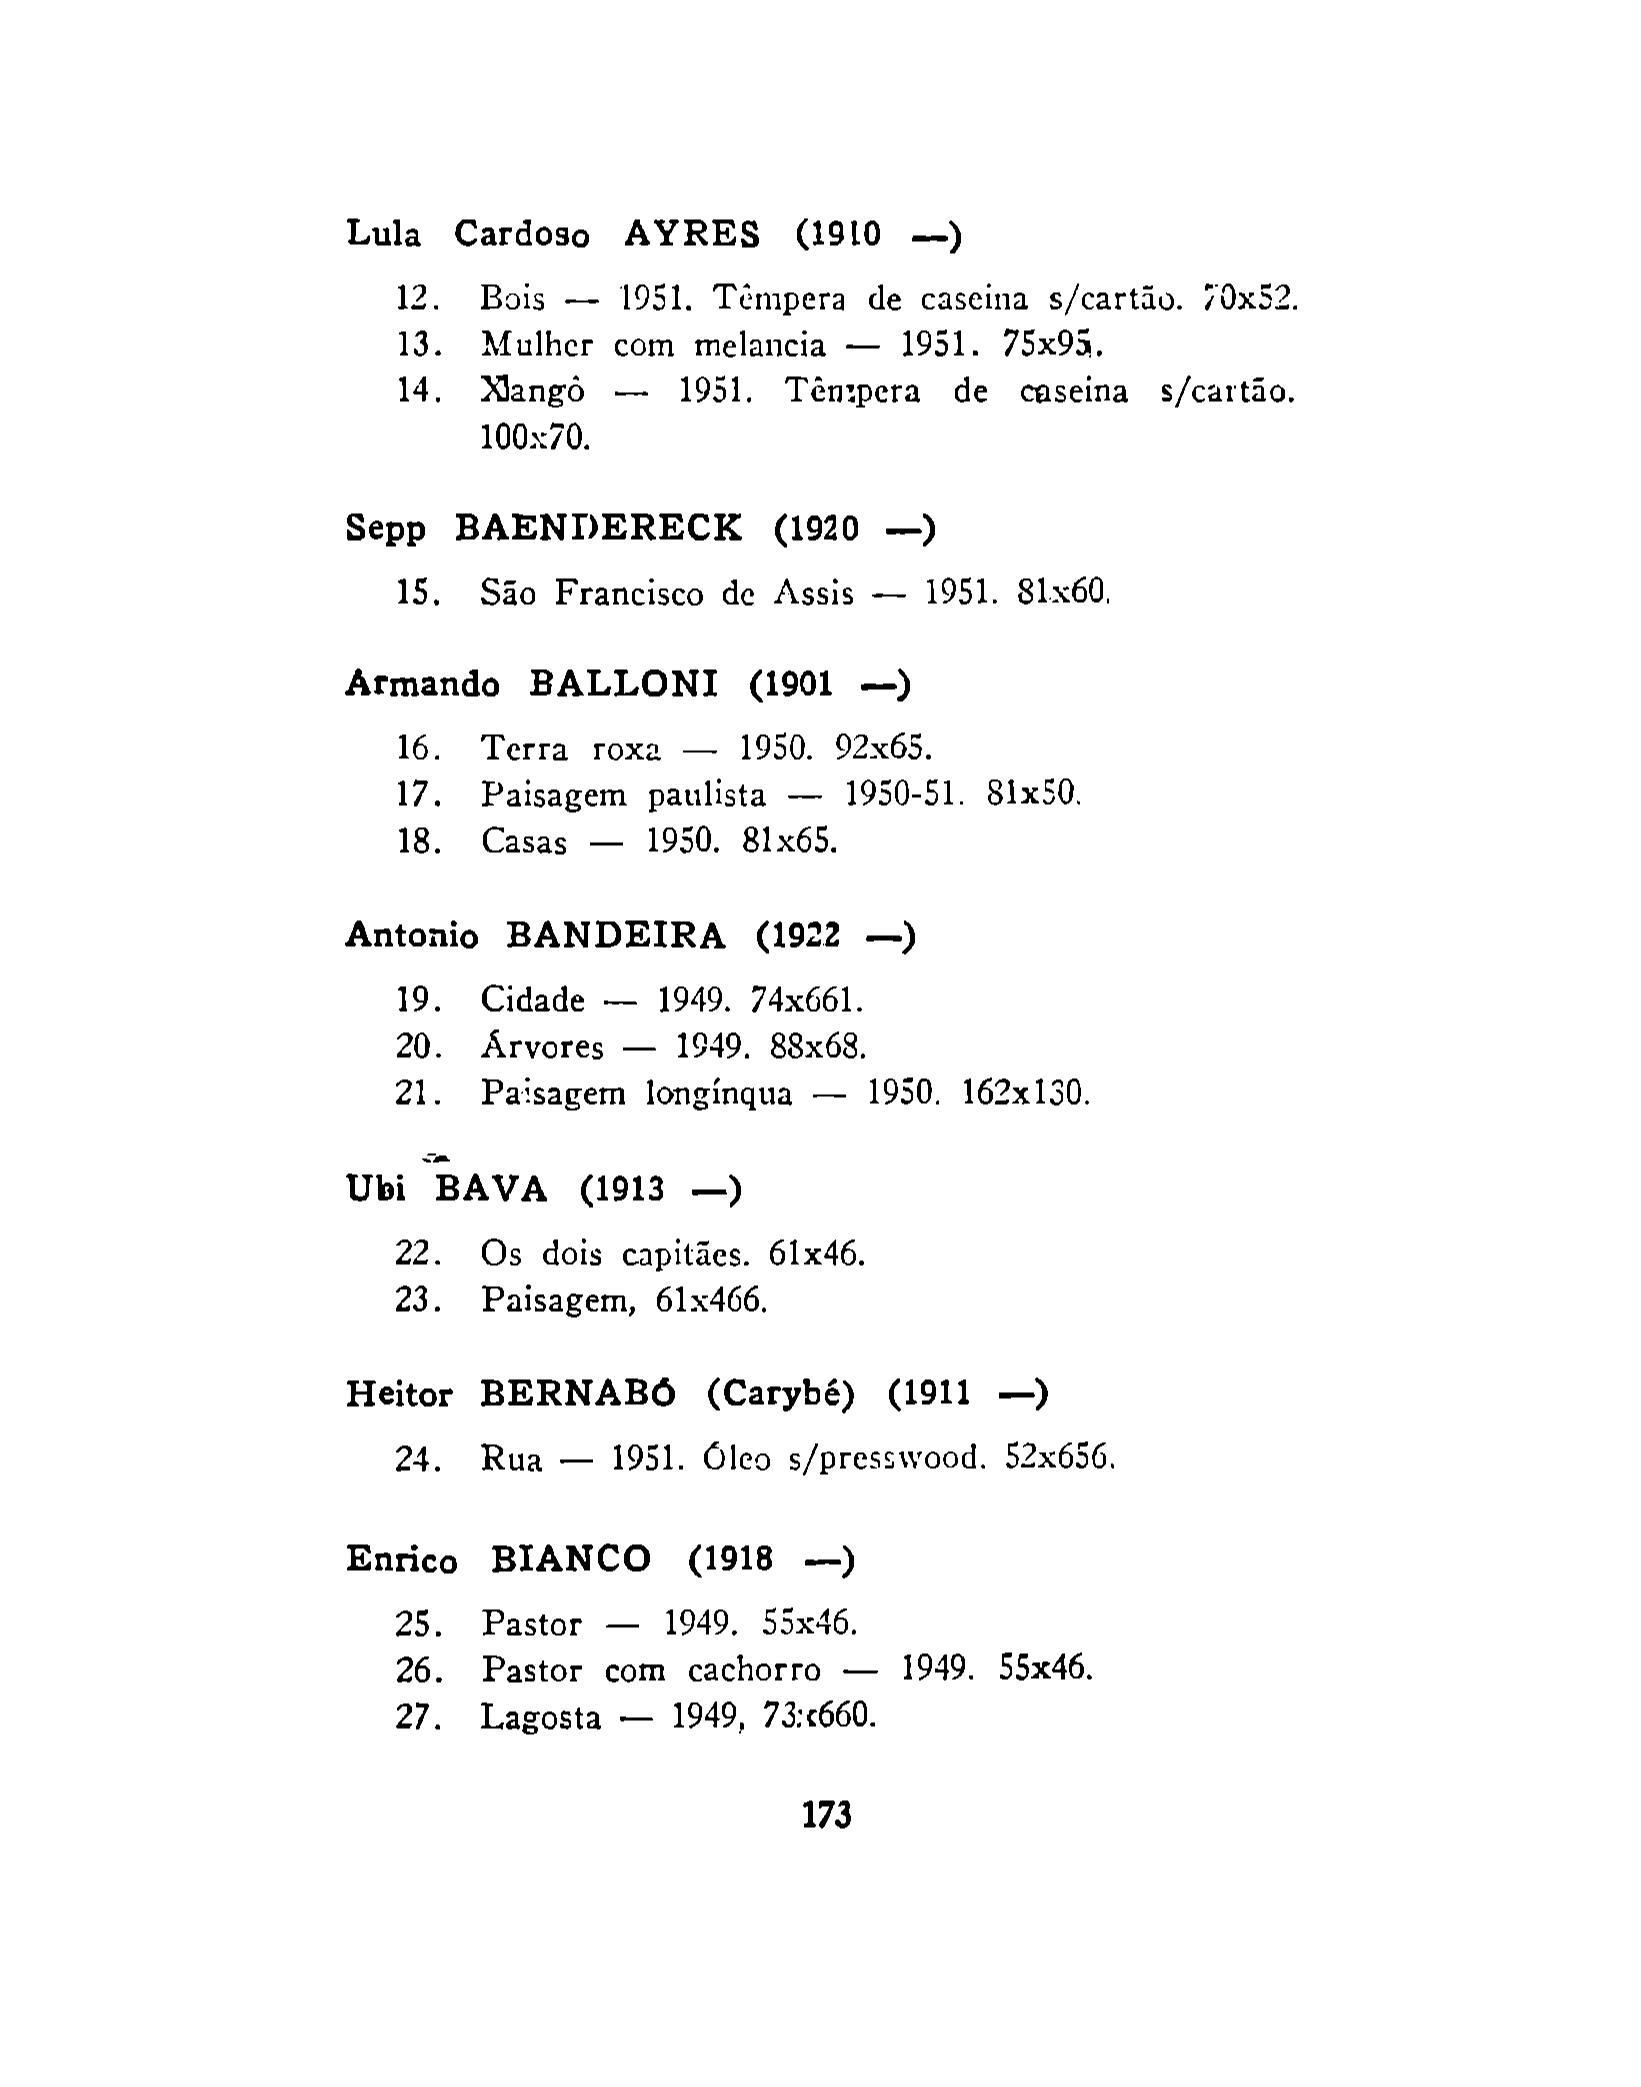 Lula Cardoso AYRES (1910 —)
12. Bois — 1951. Têmpera de caseina s/cartão. 70x52.
13. Mulher com melancia — 1951. 75x95.
14. Xangô — 1951. Têmpera de caseina s/cartão.
100x70.
Sepp BAENDERECK (1920 —)
15. São Francisco de Assis — 1951. 81x60.
Armando BALLONI (1901 —)
16. Terra roxa — 1950. 92x65.
17. Paisagem paulista — 1950-51. 81x50.
18. Casas — 1950. 81x65.
Antonio BANDEIRA (1922 —)
19. Cidade — 1949. 74x661.
20. Árvores — 1949. 88x68.
21. Paisagem longínqua — 1950. 162x130.
Ubi BAVA (1913 —)
22. Os dois capitães. 61x46.
23. Paisagem, 61x466.
Heitor BERNABÓ (Carybé) (1911 —)
24. Rua — 1951. Óleo s/presswood. 52x656.
Enrico BIANCO (1918 —)
25. Pastor — 1949. 55x46.
26. Pastor com cachorro — 1949. 55x46.
27. Lagosta — 1949, 73x660.
173